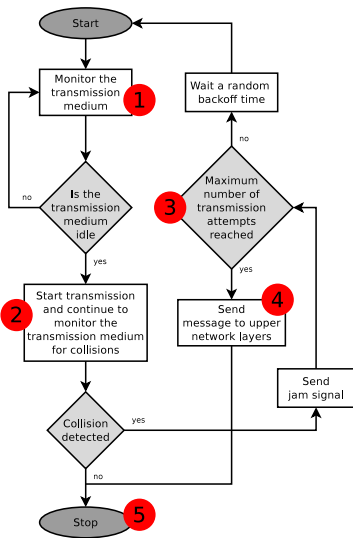 Start
Monitor the
transmission
medium
1
no
Is the
transmission
medium
idle
yes
2
Start transmission
and continue to
monitor the
transmission medium
for collisions
Collision
detected
yes
no
Stop
5
Wait a random
backoff time
no
3
Maximum
number of
transmission
attempts
reached
yes
4
Send
message to upper
network layers
Send
jam signal